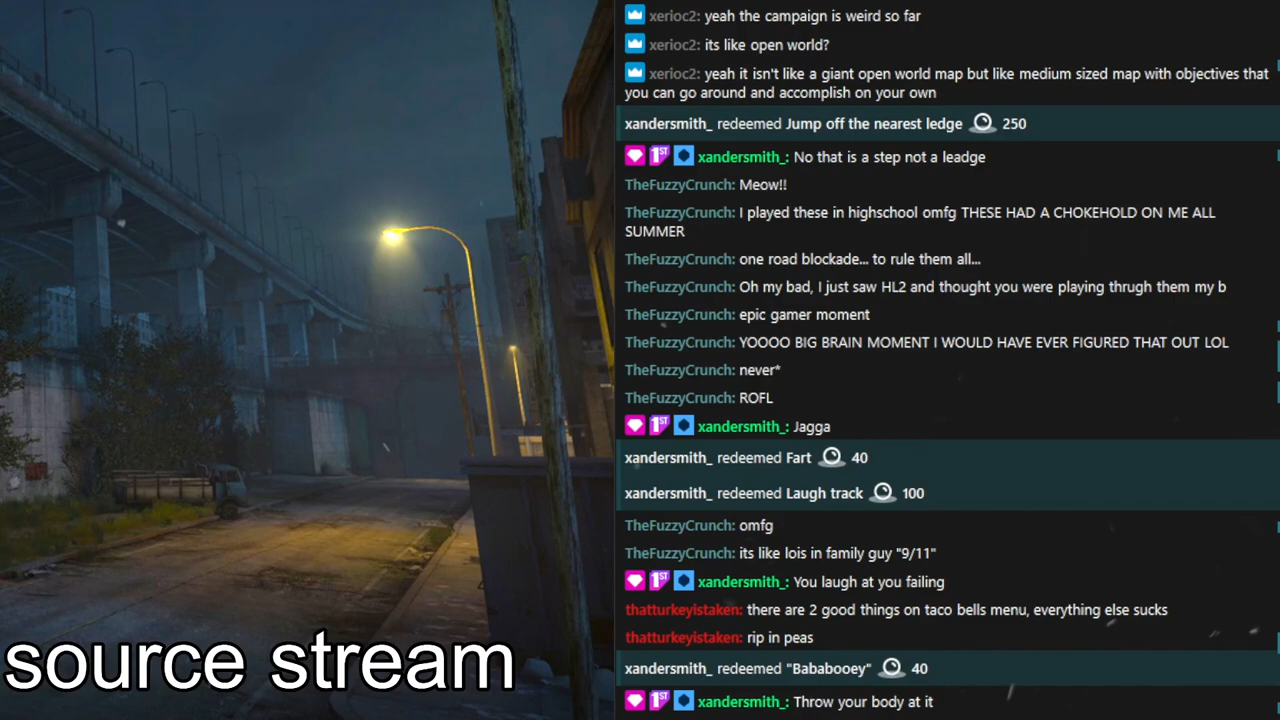 xerioc2: yeah the campaign is weird so far
xerioc2: its like open world?
xerioc2: yeah it isn't like a giant open world map but like medium sized map with objectives that
you can go around and accomplish on your own
xandersmith_ redeemed Jump off the nearest ledge 250
1ST xandersmith_: No that is a step not a leadge
TheFuzzyCrunch: Meow!!
TheFuzzyCrunch: I played these in highschool omfg THESE HAD A CHOKEHOLD ON ME ALL
SUMMER
TheFuzzyCrunch: one road blockade... to rule them all...
TheFuzzyCrunch: Oh my bad, I just saw HL2 and thought you were playing thrugh them my b
TheFuzzyCrunch: epic gamer moment
TheFuzzyCrunch: YOOOO BIG BRAIN MOMENT I WOULD HAVE EVER FIGURED THAT OUT LOL
TheFuzzyCrunch: never*
TheFuzzyCrunch: ROFL
1ST xandersmith_: Jagga
xandersmith_ redeemed Fart 40
xandersmith_ redeemed Laugh track 100
TheFuzzyCrunch: omfg
TheFuzzyCrunch: its like lois in family guy "9/11"
1ST xandersmith_: You laugh at you failing
thatturkeyistaken: there are 2 good things on taco bells menu, everything else sucks
thatturkeyistaken: rip in peas
xandersmith_ redeemed "Bababooey" 40
1ST xandersmith_: Throw your body at it
source stream